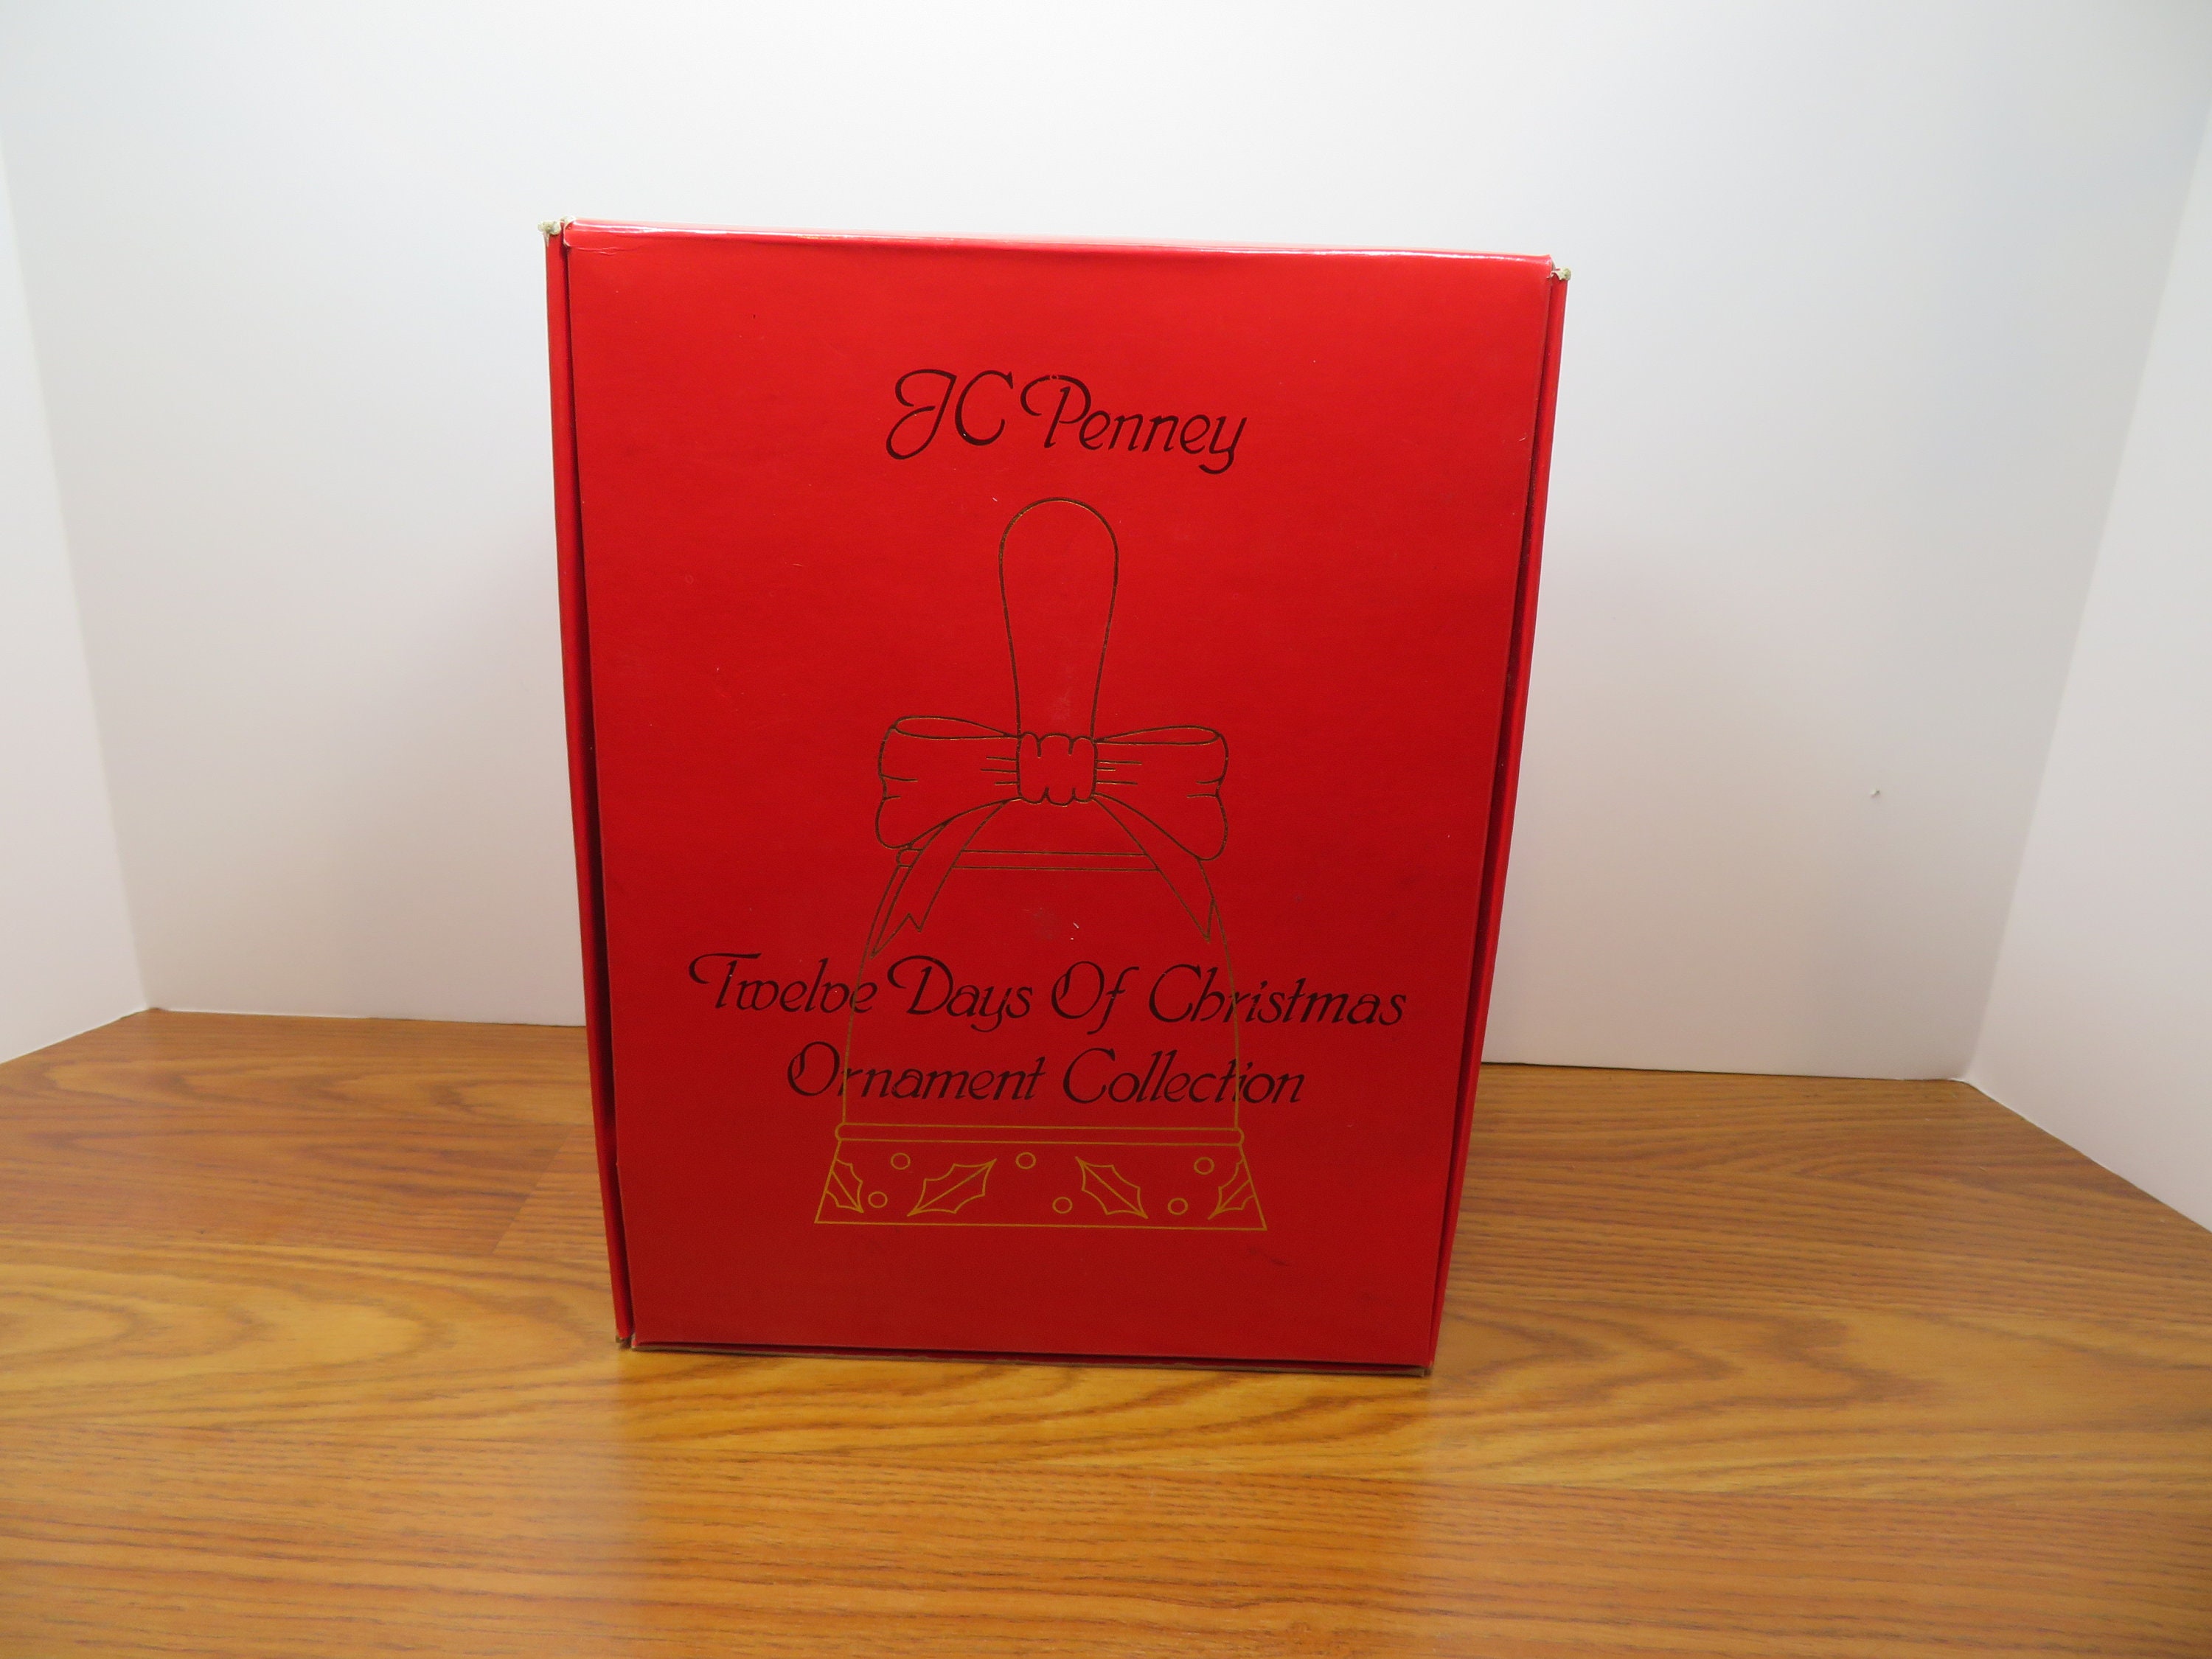 JC Penney
Twelve Days Of Christmas
Ornament Collection